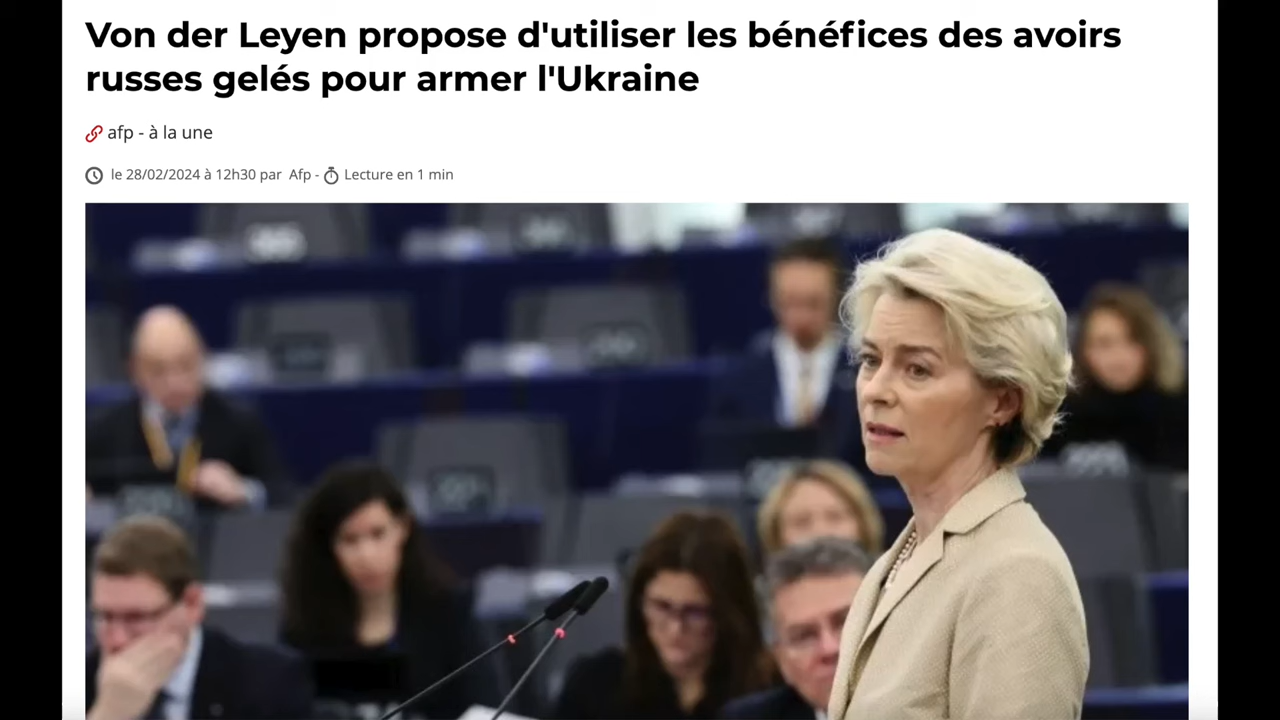 Von der Leyen propose d'utiliser les bénéfices des avoirs
russes gelés pour armer l'Ukraine
afp - à la une
le 28/02/2024 à 12h30 par Afp - Lecture en 1 min